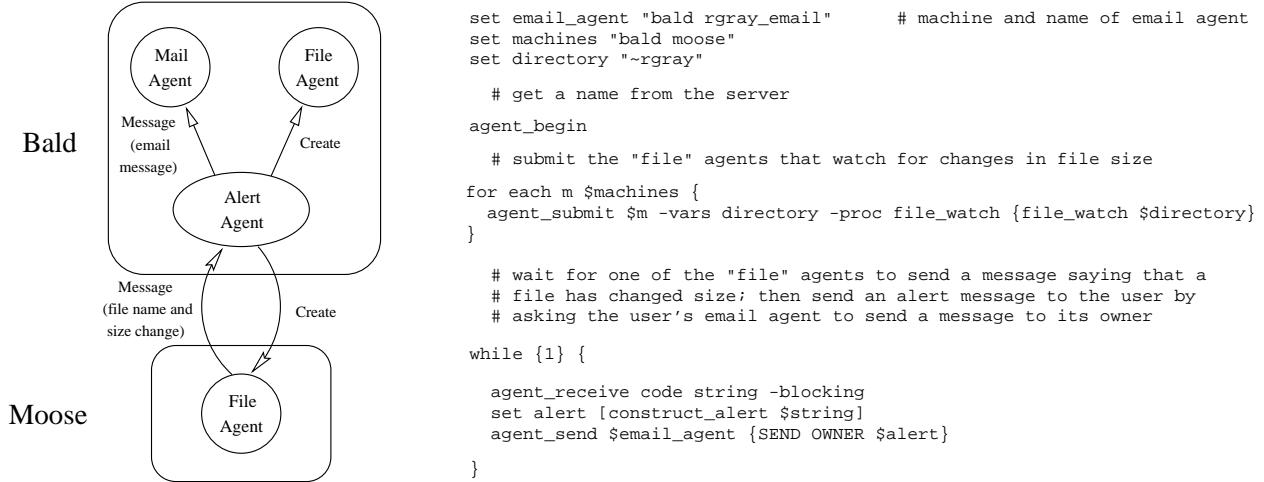 Mail
Agent
File
Agent
Message
(email
message)
Create
Bald
Alert
Agent
Message
(file name and
size change)
Create
Moose
File
Agent
set email_agent "bald rgray_email" # machine and name of email agent
set machines "bald moose"
set directory "~rgray"
# get a name from the server
agent_begin
# submit the "file" agents that watch for changes in file size
for each m $machines {
agent_submit $m -vars directory -proc file_watch {file_watch $directory}
}
# wait for one of the "file" agents to send a message saying that a
# file has changed size; then send an alert message to the user by
# asking the user's email agent to send a message to its owner
while {1} {
agent_receive code string -blocking
set alert [construct_alert $string]
agent_send $email_agent {SEND OWNER $alert}
}